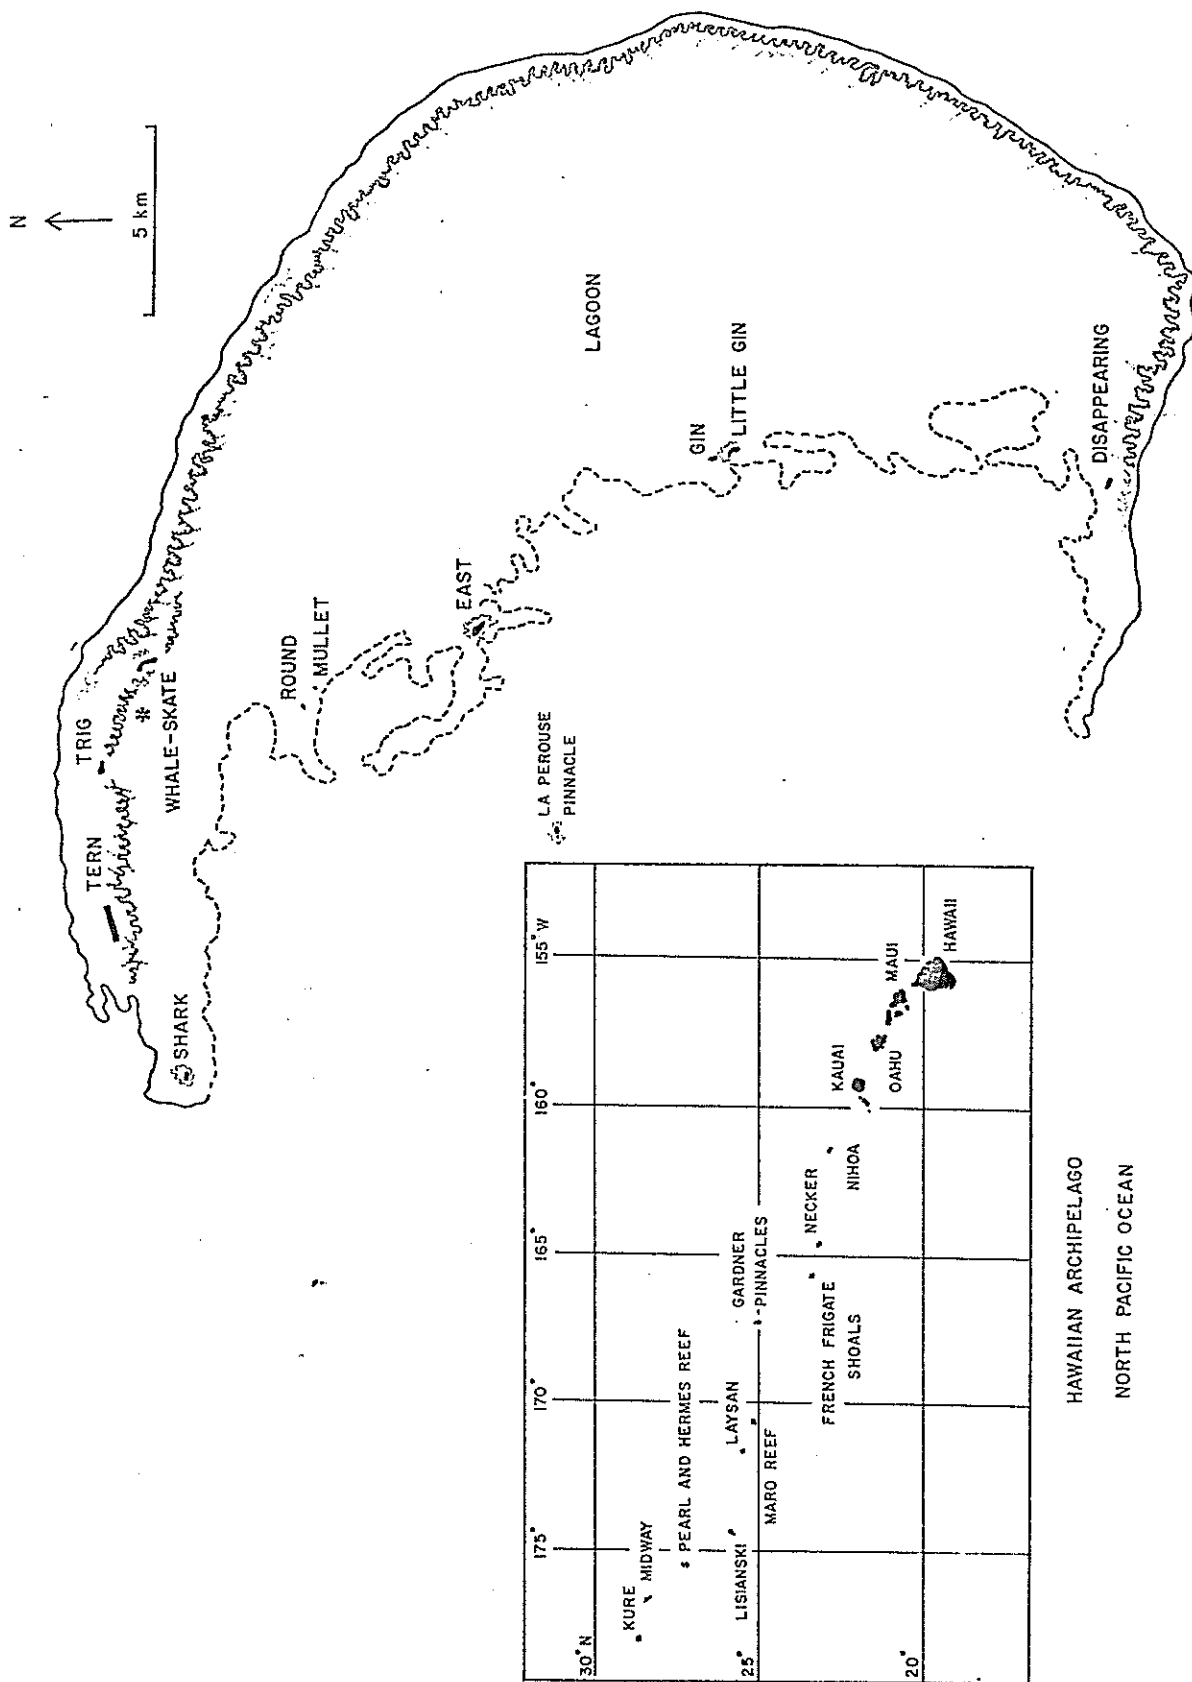 N
5 km
TERN
TRIG
SHARK
WHALE-SKATE
*
ROUND
MULLET
EAST
LAGOON
LA PEROUSE
PINNACLE
GIN
LITTLE GIN
DISAPPEARING
175°
170°
165°
160°
155° W
30° N
25°
20°
KURE
MIDWAY
PEARL AND HERMES REEF
LISIANSKI
LAYSAN
MARO REEF
GARDNER
PINNACLES
FRENCH FRIGATE
SHOALS
NECKER
NIHOA
KAUAI
OAHU
MAUI
HAWAII
HAWAIIAN ARCHIPELAGO
NORTH PACIFIC OCEAN